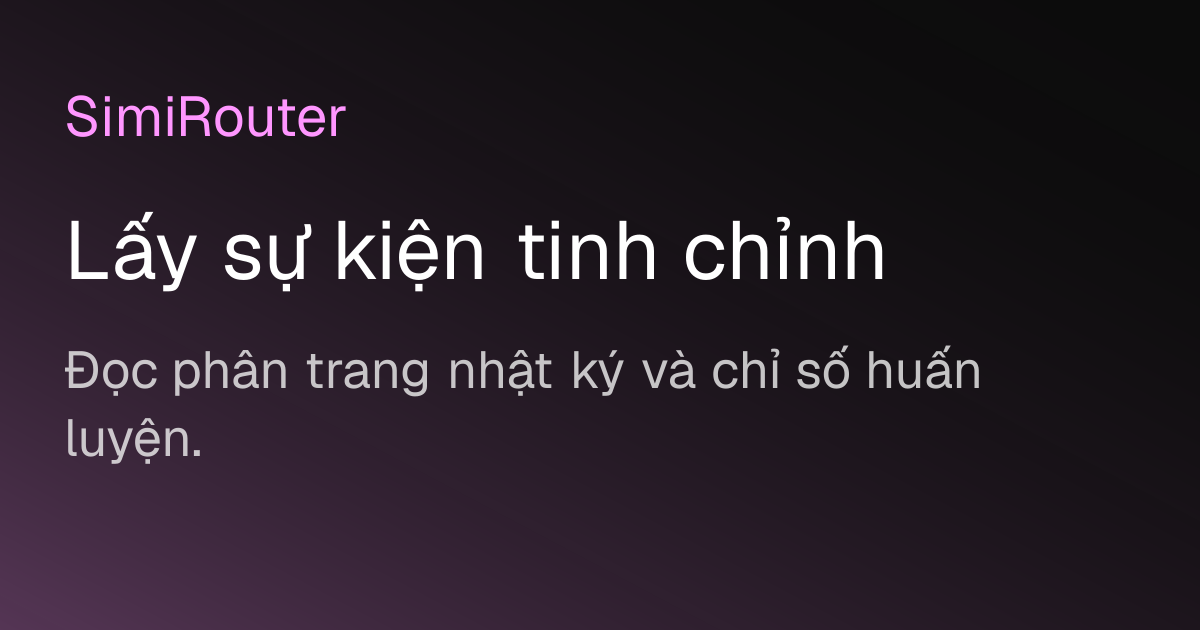 SimiRouter
Lấy sự kiện tinh chỉnh
Đọc phân trang nhật ký và chỉ số huấn
luyện.